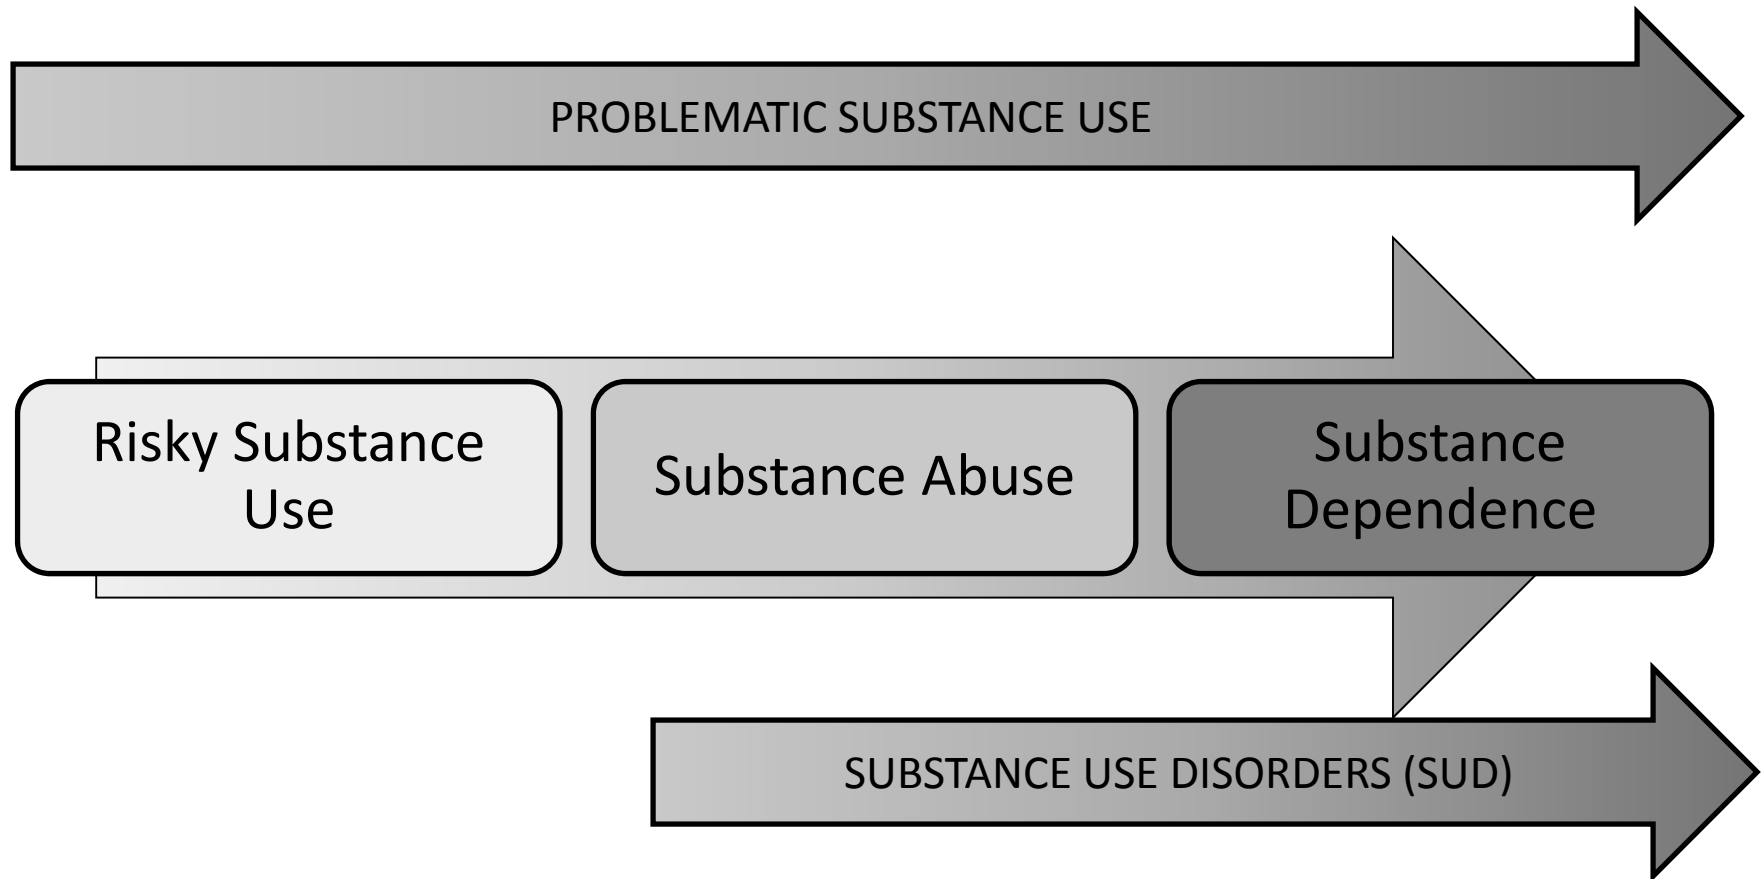 PROBLEMATIC SUBSTANCE USE
Risky Substance
Use
Substance Abuse
Substance
Dependence
SUBSTANCE USE DISORDERS (SUD)